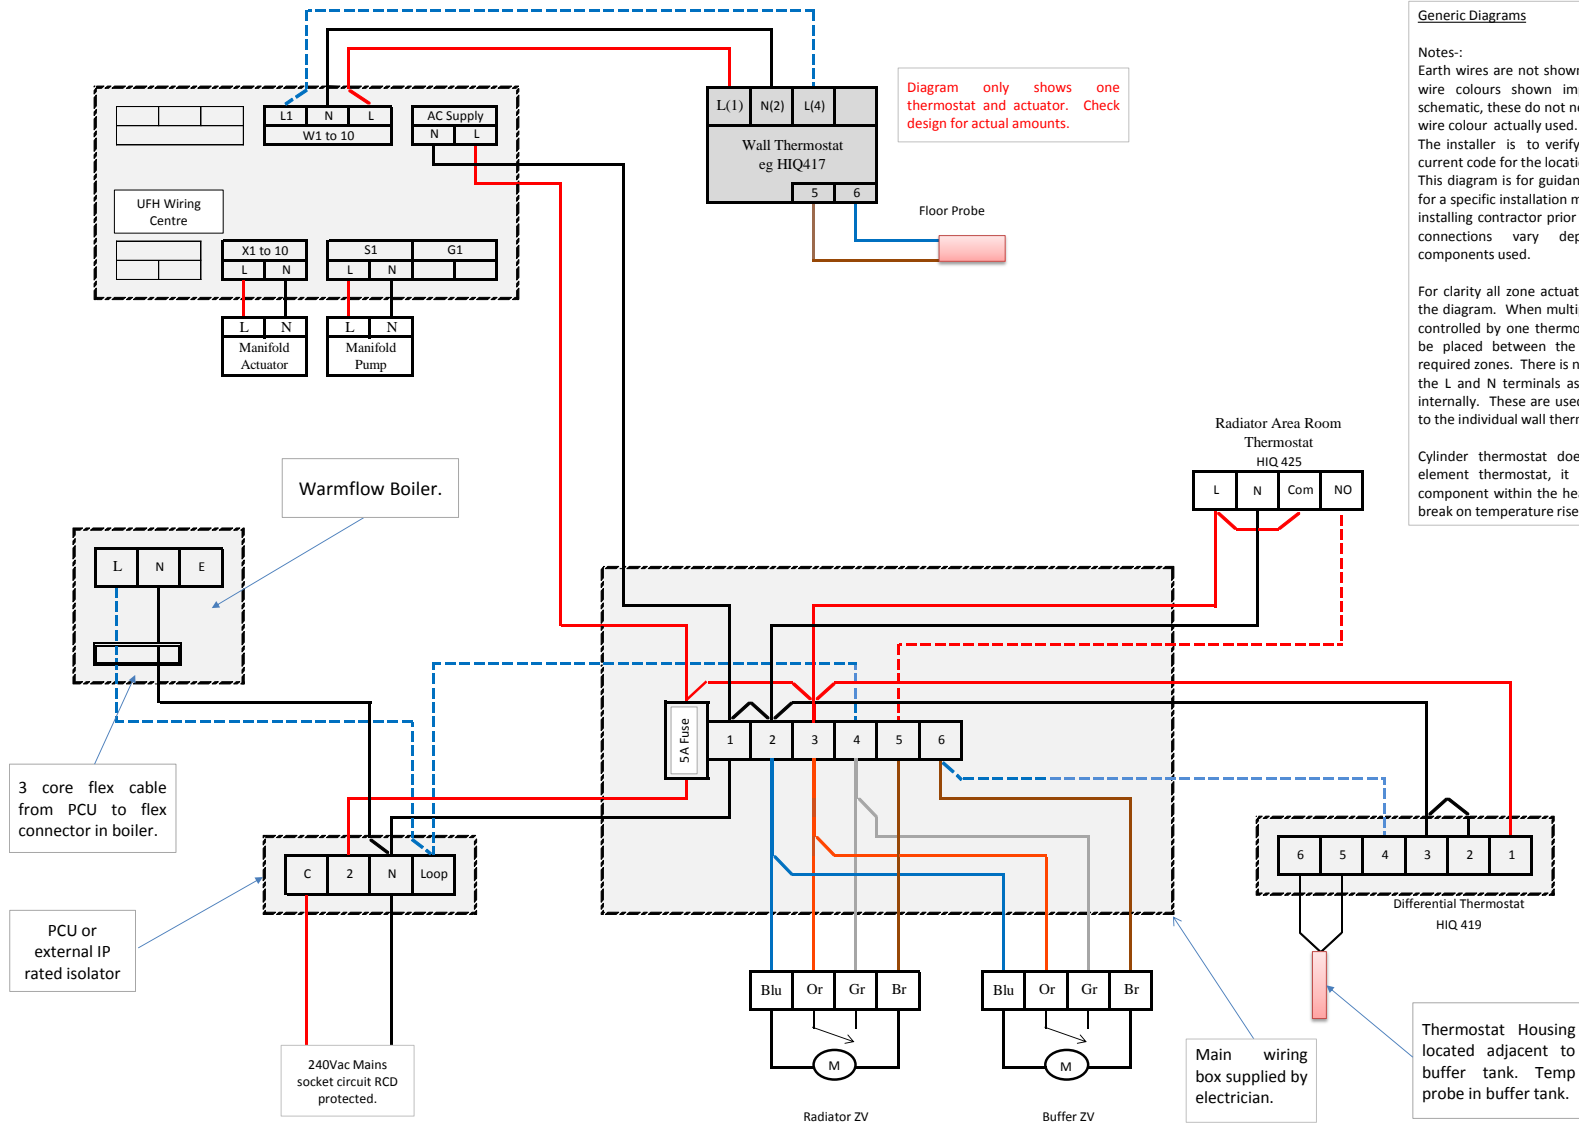 Generic Diagrams
Notes-:
Earth wires are not shown
wire colours shown imp
schematic, these do not ne
wire colour actually used.
The installer is to verify
current code for the locati
This diagram is for guidan
for a specific installation m
installing contractor prior
connections vary dep
components used.
For clarity all zone actuat
the diagram. When multip
controlled by one thermo
be placed between the
required zones. There is n
the L and N terminals as
internally. These are used
to the individual wall therr
Cylinder thermostat doe
element thermostat, it
component within the hea
break on temperature rise
Diagram only shows one
thermostat and actuator. Check
design for actual amounts.
L1 N L
W1 to 10
AC Supply
N L
UFH Wiring
Centre
X1 to 10
L N
S1 G1
L N
L N
Manifold
Actuator
L N
Manifold
Pump
L(1) N(2) L(4)
Wall Thermostat
eg HIQ417
5 6
Floor Probe
Radiator Area Room
Thermostat
HIQ 425
L N Com NO
Warmflow Boiler.
L N E
3 core flex cable
from PCU to flex
connector in boiler.
5A Fuse
1 2 3 4 5 6
C 2 N Loop
PCU or
external IP
rated isolator
240Vac Mains
socket circuit RCD
protected.
6 5 4 3 2 1
Differential Thermostat
HIQ 419
Blu Or Gr Br
M
Radiator ZV
Blu Or Gr Br
M
Buffer ZV
Main wiring
box supplied by
electrician.
Thermostat Housing
located adjacent to
buffer tank. Temp
probe in buffer tank.